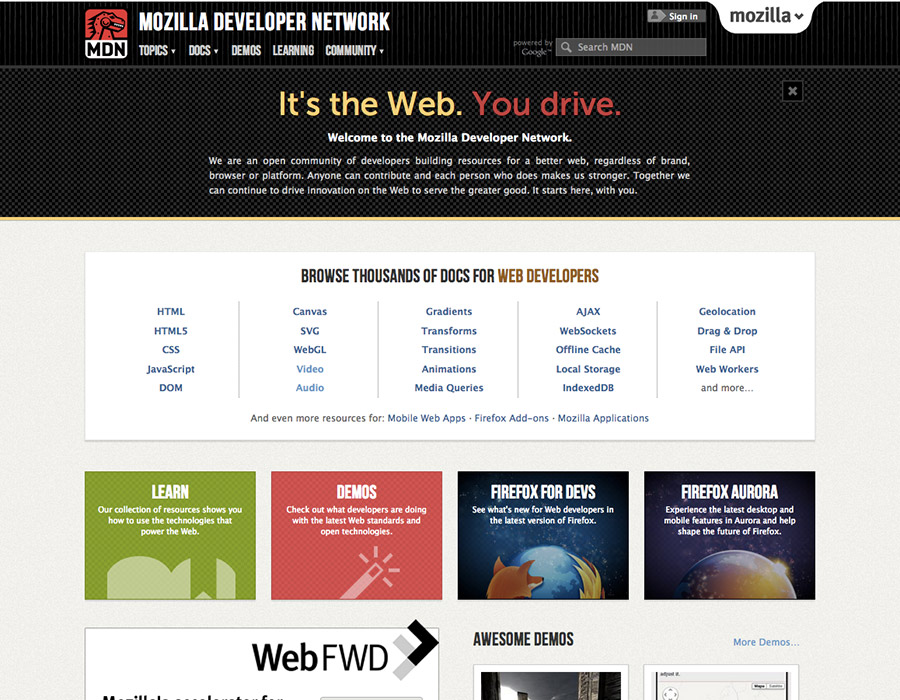 MOZILLA DEVELOPER NETWORK
Sign in
mozilla
MDN
TOPICS DOCS DEMOS LEARNING COMMUNITY
powered by
Google™
Search MDN
It's the Web. You drive.
Welcome to the Mozilla Developer Network.
We are an open community of developers building resources for a better web, regardless of brand,
browser or platform. Anyone can contribute and each person who does makes us stronger. Together we
can continue to drive innovation on the Web to serve the greater good. It starts here, with you.
BROWSE THOUSANDS OF DOCS FOR WEB DEVELOPERS
HTML
HTML5
CSS
JavaScript
DOM
Canvas
SVG
WebGL
Video
Audio
Gradients
Transforms
Transitions
Animations
Media Queries
AJAX
WebSockets
Offline Cache
Local Storage
IndexedDB
Geolocation
Drag & Drop
File API
Web Workers
and more…
And even more resources for: Mobile Web Apps · Firefox Add-ons · Mozilla Applications
LEARN
Our collection of resources shows you
how to use the technologies that
power the Web.
DEMOS
Check out what developers are doing
with the latest Web standards and
open technologies.
FIREFOX FOR DEVS
See what's new for Web developers in
the latest version of Firefox.
FIREFOX AURORA
Experience the latest desktop and
mobile features in Aurora and help
shape the future of Firefox.
WebFWD
Mozilla's accelerator for
AWESOME DEMOS
More Demos…
adjust it.
Maps